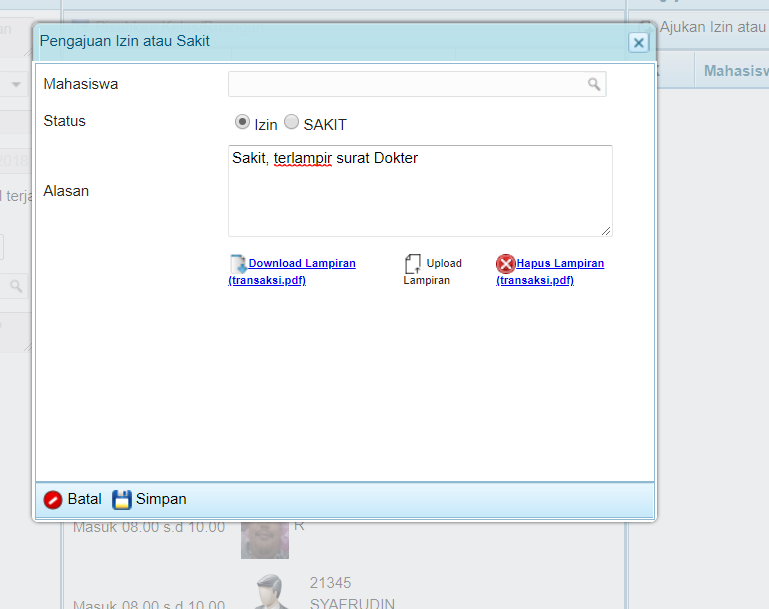 Pengajuan Izin atau Sakit
Ajukan Izin atau
Mahasiswa
Mahasisw
Status
Izin SAKIT
Sakit, terlampir surat Dokter
2018
Alasan
terja
Download Lampiran
(transaksi.pdf)
Upload
Lampiran
Hapus Lampiran
(transaksi.pdf)
Batal Simpan
Masuk 08.00 s.d 10.00
R
21345
Masuk 08.00 s.d 10.00
SYAFRUDIN